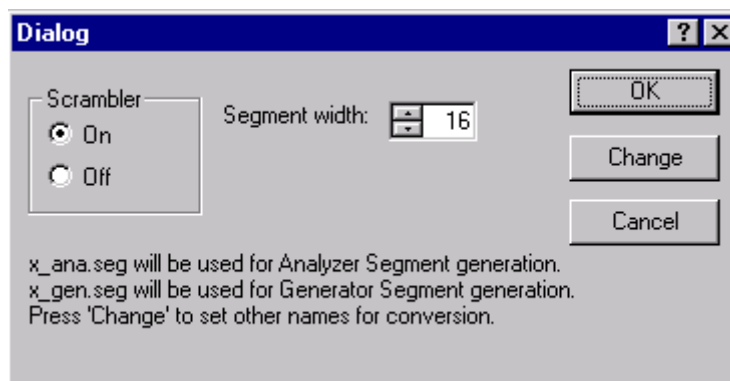 Dialog
?
Scrambler
On
Off
Segment width:
16
OK
Change
Cancel
x_ana.seg will be used for Analyzer Segment generation.
x_gen.seg will be used for Generator Segment generation.
Press 'Change' to set other names for conversion.